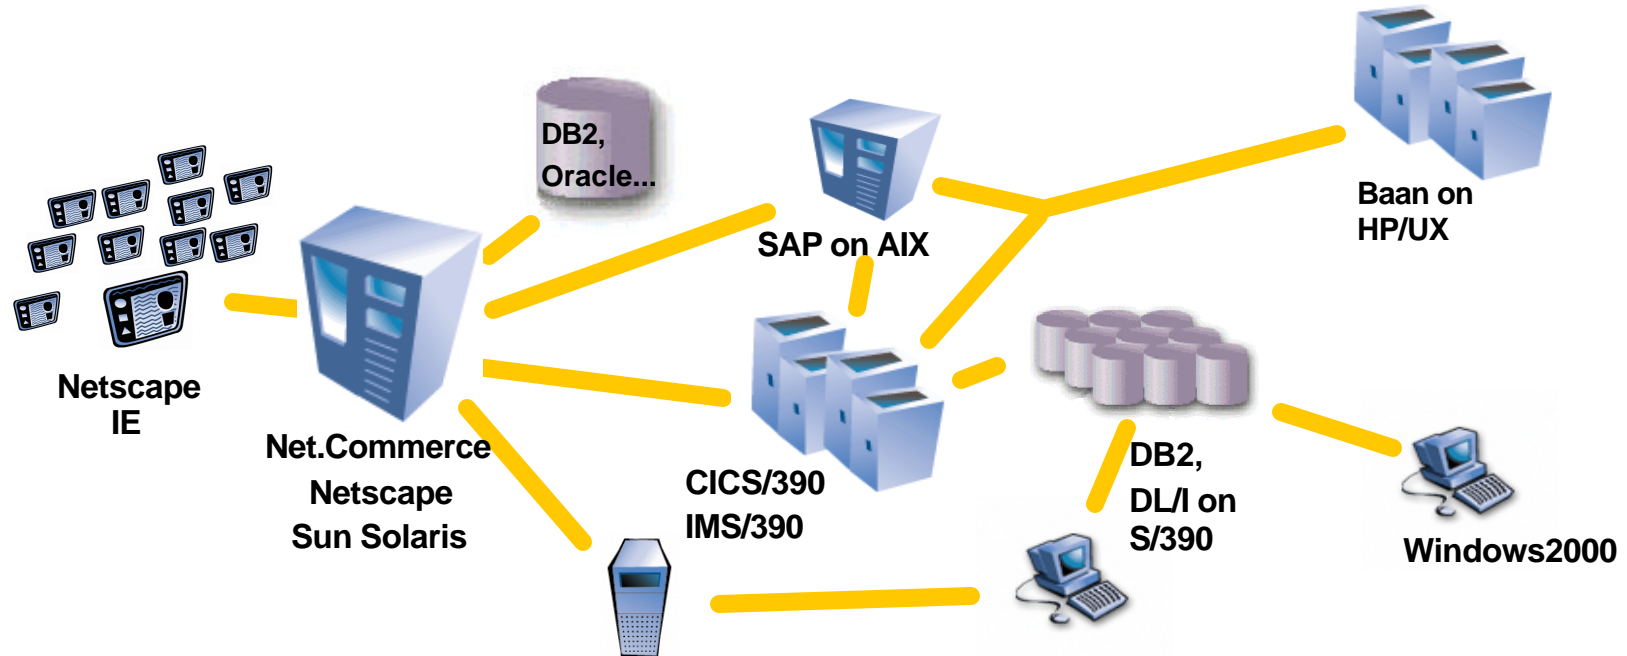 DB2,
Oracle...
SAP on AIX
Baan on
HP/UX
Netscape
IE
Net.Commerce
Netscape
Sun Solaris
CICS/390
IMS/390
DB2,
DL/I on
S/390
Windows2000